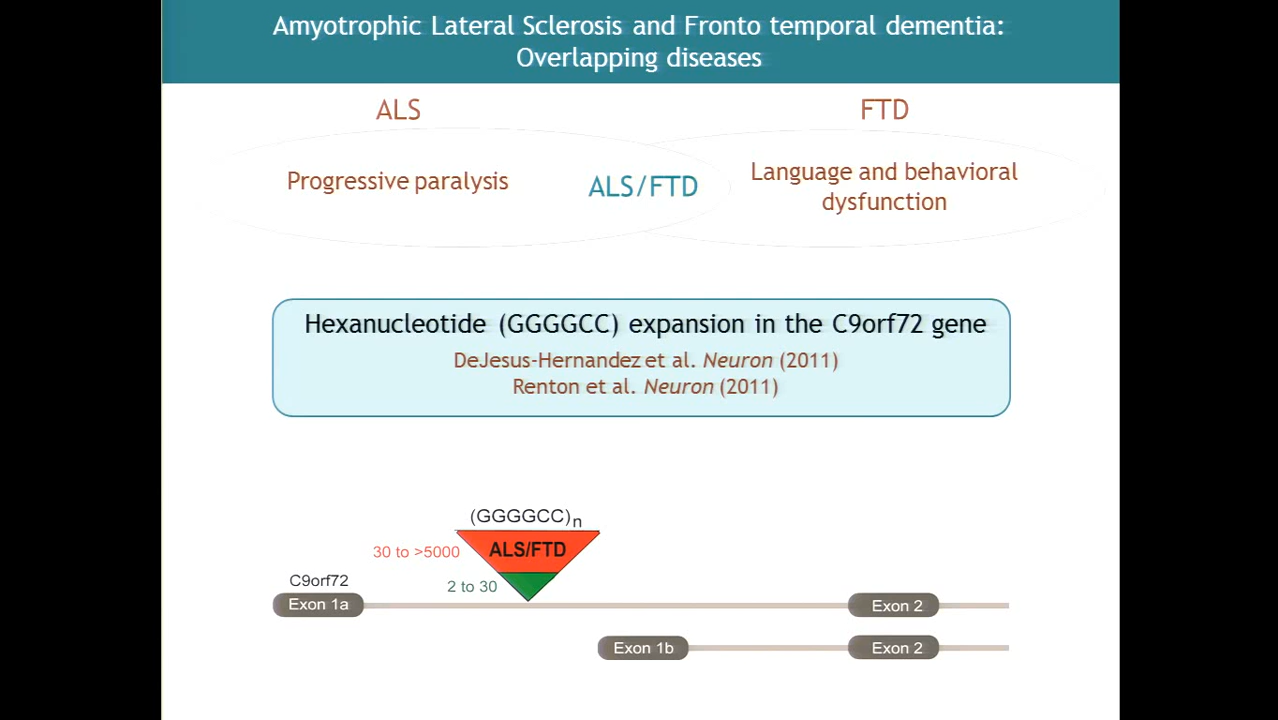 Amyotrophic Lateral Sclerosis and Fronto temporal dementia:
Overlapping diseases
ALS
FTD
Progressive paralysis
ALS/FTD
Language and behavioral
dysfunction
Hexanucleotide (GGGGCC) expansion in the C9orf72 gene
DeJesus-Hernandez et al. Neuron (2011)
Renton et al. Neuron (2011)
(GGGGCC)n
30 to >5000
ALS/FTD
2 to 30
C9orf72
Exon 1a
Exon 2
Exon 1b
Exon 2